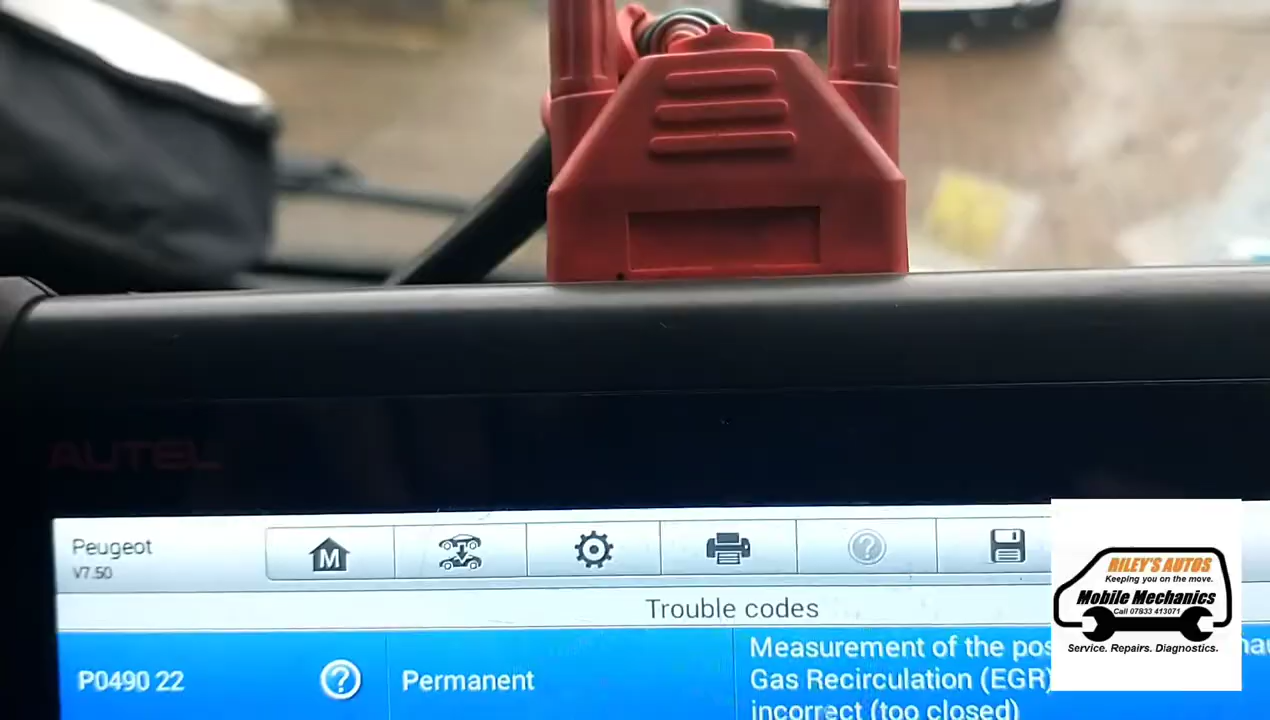 AUTEL
Peugeot
V7.50
M
Trouble codes
P0490 22
?
Permanent
Measurement of the pos
Gas Recirculation (EGR)
incorrect (too closed)
RILEY'S AUTOS
Keeping you on the move.
Mobile Mechanics
Call 07833 413071
Service. Repairs. Diagnostics.